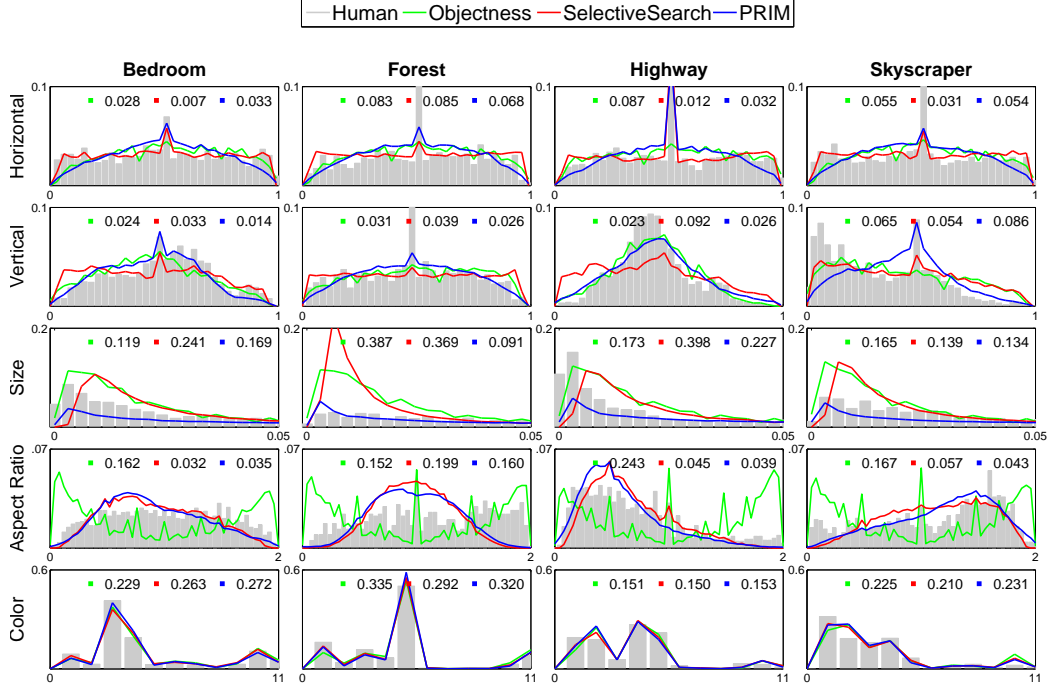 Human Objectness SelectiveSearch PRIM
Bedroom Forest Highway Skyscraper
Horizontal
0.1 0.028 0.007 0.033 0.1 0.083 0.085 0.068 0.1 0.087 0.012 0.032 0.1 0.055 0.031 0.054
0 1 0 1 0 1 0 1
Vertical
0.1 0.024 0.033 0.014 0.1 0.031 0.039 0.026 0.1 0.023 0.092 0.026 0.1 0.065 0.054 0.086
0 1 0 1 0 1 0 1
Size
0.2 0.119 0.241 0.169 0.2 0.387 0.369 0.091 0.2 0.173 0.398 0.227 0.2 0.165 0.139 0.134
0 0.05 0 0.05 0 0.05 0 0.05
Aspect Ratio
.07 0.162 0.032 0.035 .07 0.152 0.199 0.160 .07 0.243 0.045 0.039 .07 0.167 0.057 0.043
0 2 0 2 0 2 0 2
Color
0.6 0.229 0.263 0.272 0.6 0.335 0.292 0.320 0.6 0.151 0.150 0.153 0.6 0.225 0.210 0.231
0 11 0 11 0 11 0 11